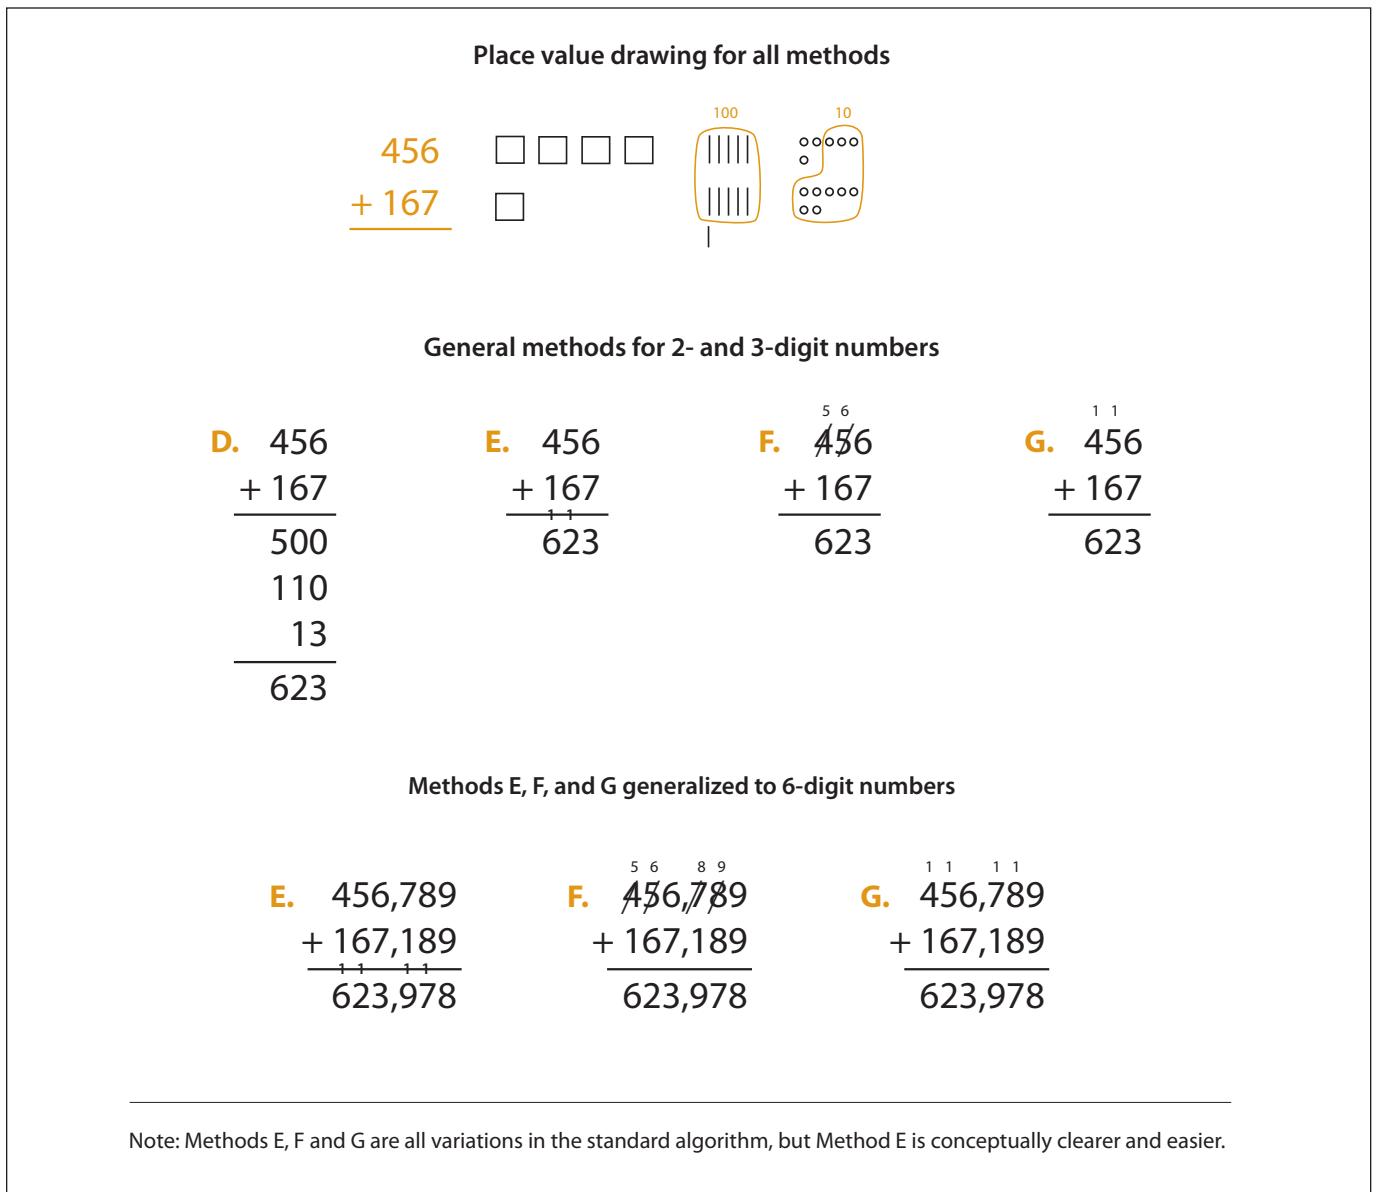 Place value drawing for all methods
100 10
456
+ 167
General methods for 2- and 3-digit numbers
5 6 1 1
D. 456 E. 456 F. 456 G. 456
+ 167 + 167 + 167 + 167
1 1
500 623 623 623
110
13
623
Methods E, F, and G generalized to 6-digit numbers
5 6 8 9 1 1 1 1
E. 456,789 F. 456,789 G. 456,789
+ 167,189 + 167,189 + 167,189
1 1 1 1
623,978 623,978 623,978
Note: Methods E, F and G are all variations in the standard algorithm, but Method E is conceptually clearer and easier.